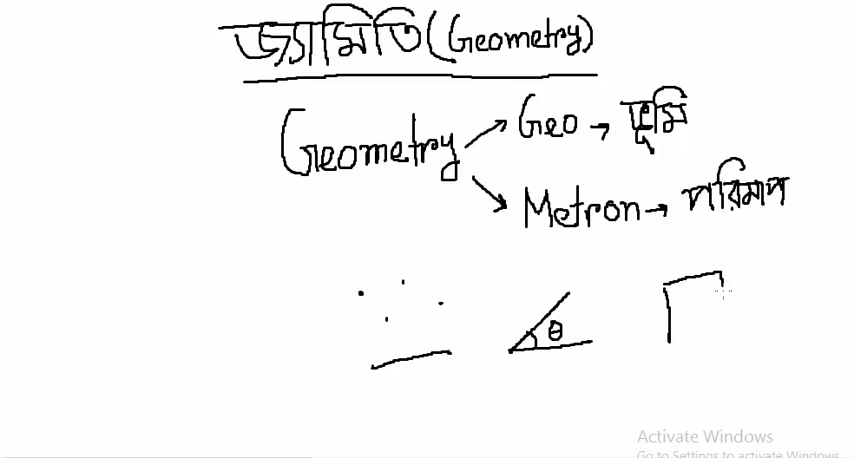 জ্যামিতি (Geometry)
Geo → ভূমি
Geometry
Metron → পরিমাপ
θ
Activate Windows
Go to Settings to activate Windows.